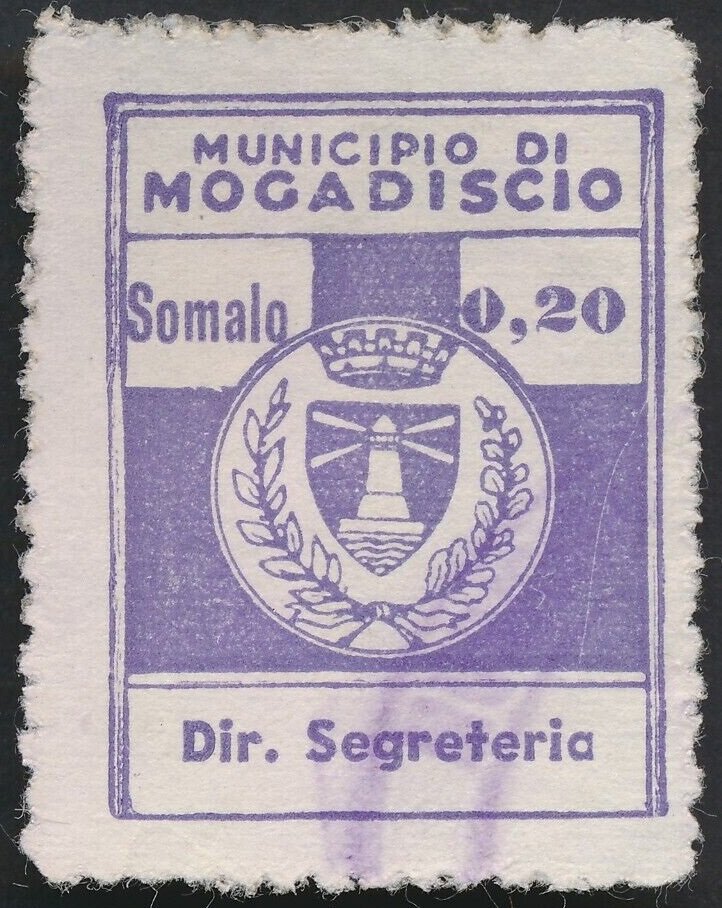 MUNICIPIO DI
MOGADISCIO
Somalo 0,20
Dir. Segreteria